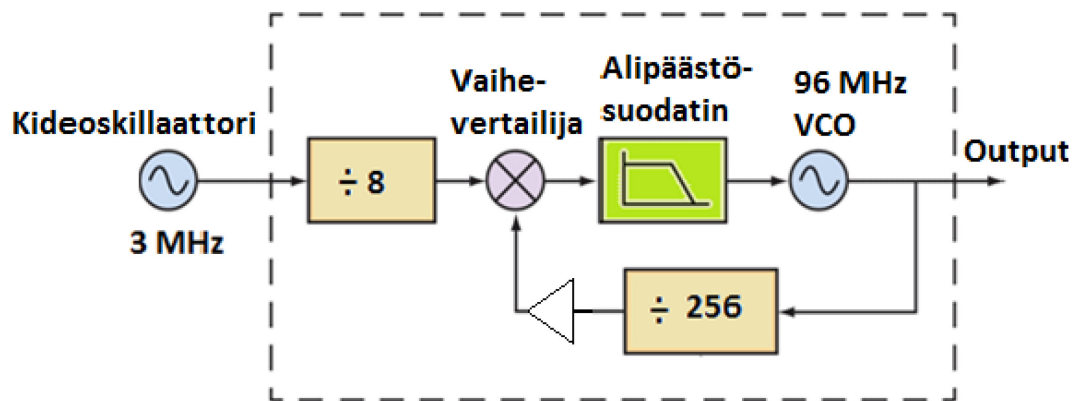 Kideoskillaattori
3 MHz
÷ 8
Vaihe-
vertailija
Alipäästö-
suodatin
96 MHz
VCO
Output
÷ 256